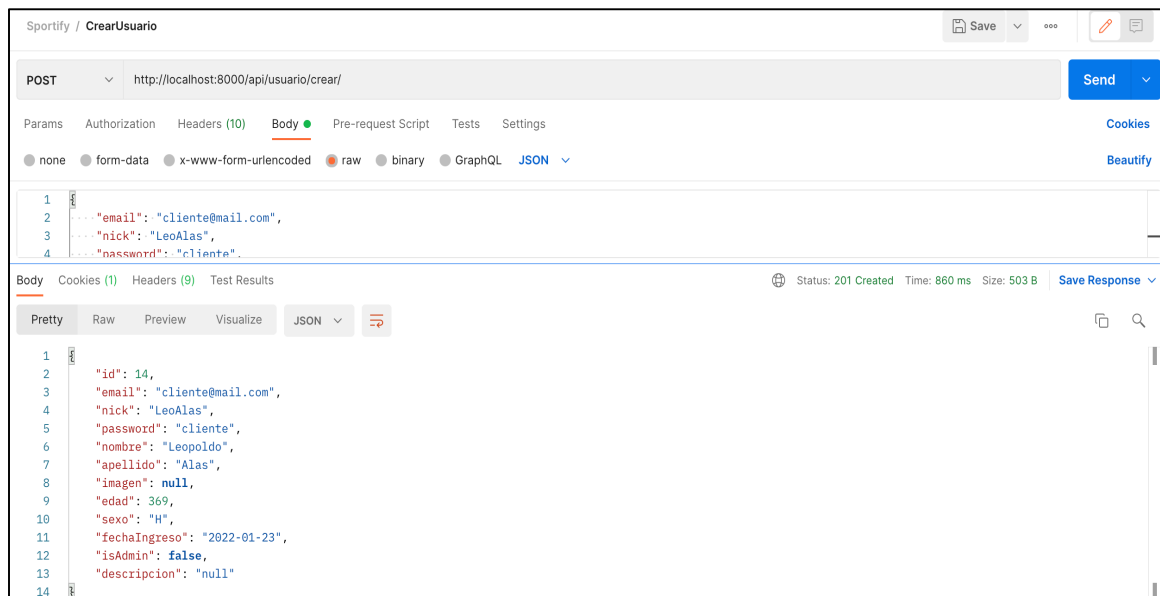 Sportify / CrearUsuario
Save
POST http://localhost:8000/api/usuario/crear/ Send
Params Authorization Headers (10) Body Pre-request Script Tests Settings Cookies
none form-data x-www-form-urlencoded raw binary GraphQL JSON Beautify
1 {
2 "email": "cliente@mail.com",
3 "nick": "LeoAlas",
4 "password": "cliente",
Body Cookies (1) Headers (9) Test Results Status: 201 Created Time: 860 ms Size: 503 B Save Response
Pretty Raw Preview Visualize JSON
1 {
2 "id": 14,
3 "email": "cliente@mail.com",
4 "nick": "LeoAlas",
5 "password": "cliente",
6 "nombre": "Leopoldo",
7 "apellido": "Alas",
8 "imagen": null,
9 "edad": 369,
10 "sexo": "H",
11 "fechaIngreso": "2022-01-23",
12 "isAdmin": false,
13 "descripcion": "null"
14 }